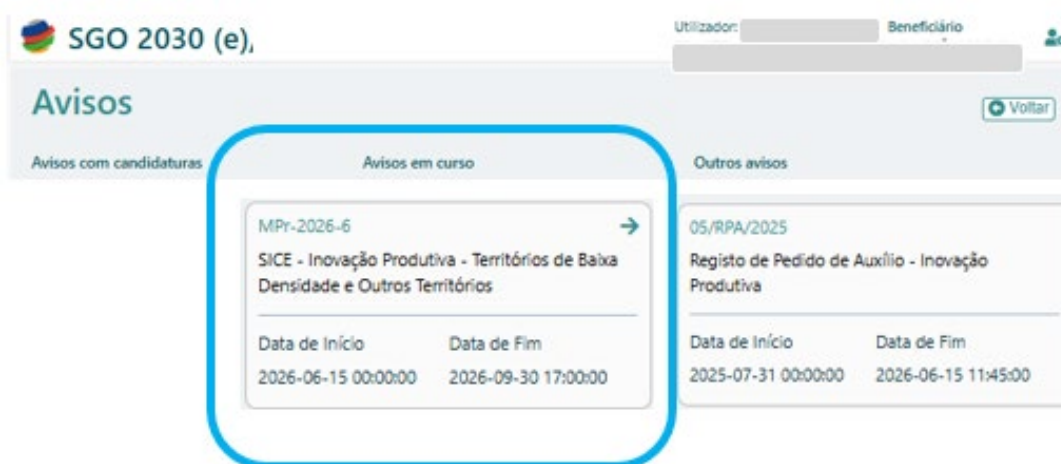 SGO 2030 (e),
Utilizador:
Beneficiário
Avisos
Voltar
Avisos com candidaturas
Avisos em curso
Outros avisos
MPr-2026-6
SICE - Inovação Produtiva - Territórios de Baixa
Densidade e Outros Territórios
Data de Início Data de Fim
2026-06-15 00:00:00 2026-09-30 17:00:00
05/RPA/2025
Registo de Pedido de Auxílio - Inovação
Produtiva
Data de Início Data de Fim
2025-07-31 00:00:00 2026-06-15 11:45:00